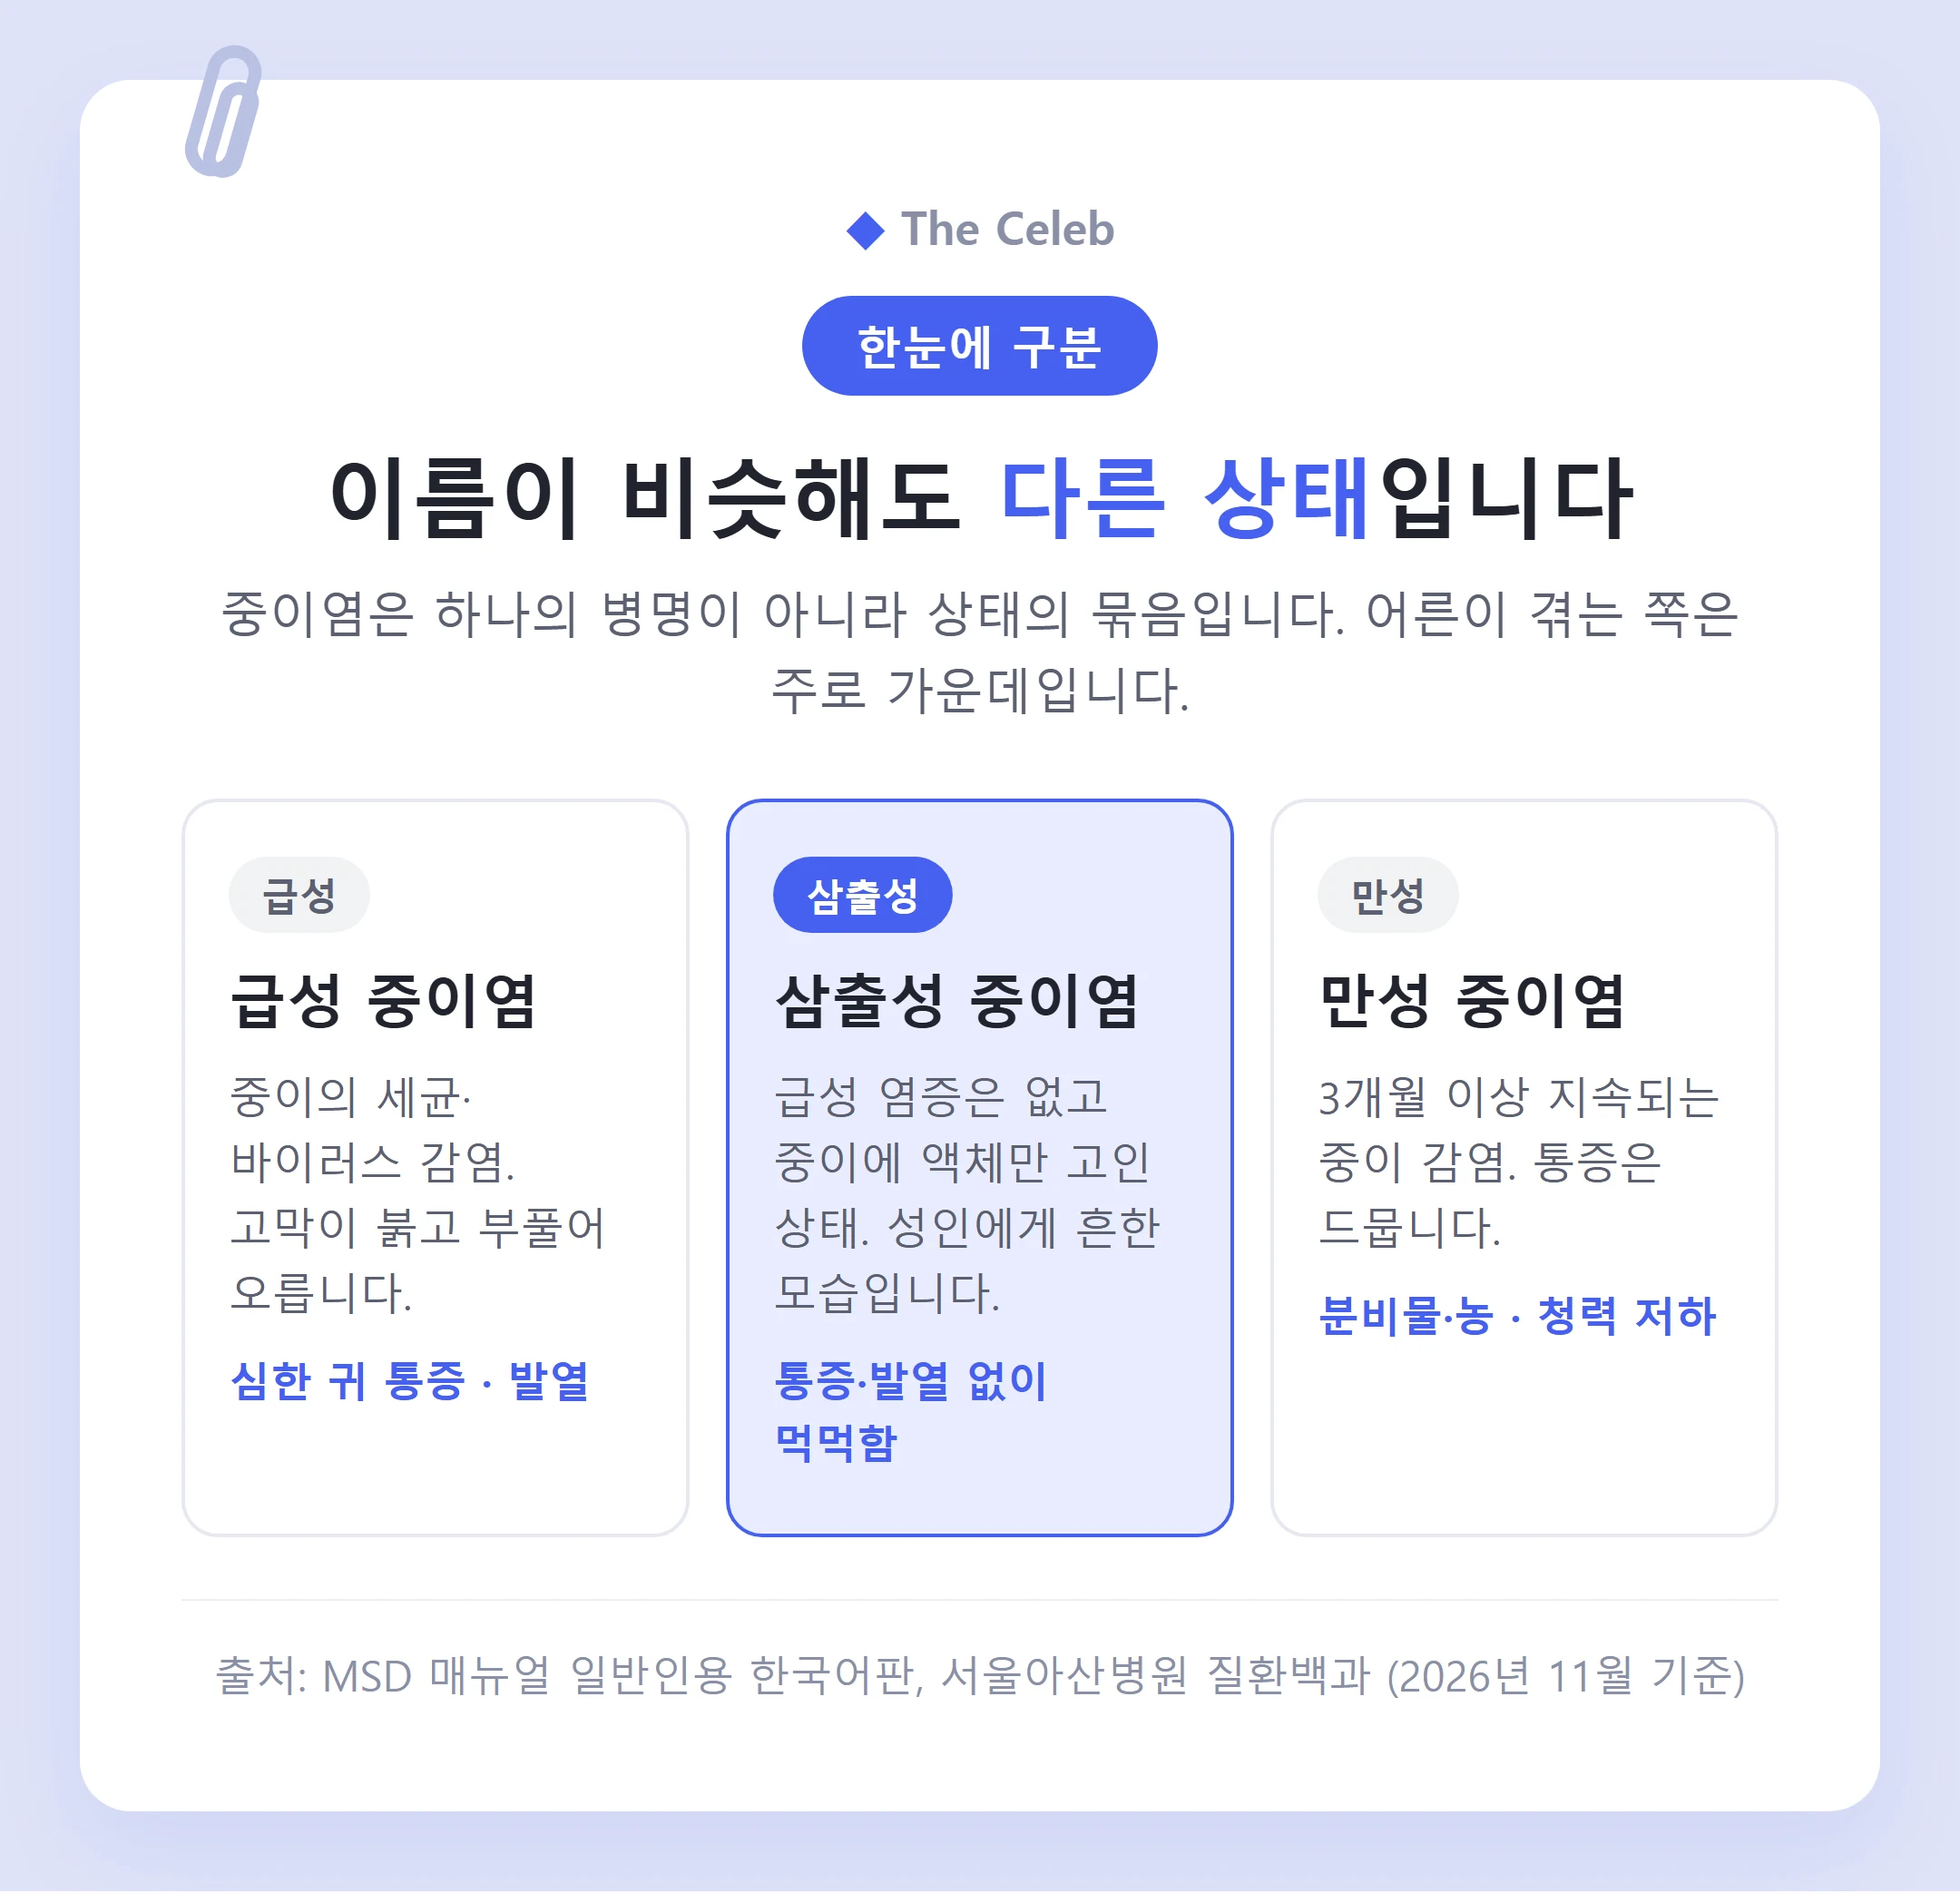 ◆ The Celeb
한눈에 구분
이름이 비슷해도 다른 상태입니다
중이염은 하나의 병명이 아니라 상태의 묶음입니다. 어른이 겪는 쪽은
주로 가운데입니다.
급성
급성 중이염
중이의 세균·
바이러스 감염.
고막이 붉고 부풀어
오릅니다.
심한 귀 통증 · 발열
삼출성
삼출성 중이염
급성 염증은 없고
중이에 액체만 고인
상태. 성인에게 흔한
모습입니다.
통증·발열 없이
먹먹함
만성
만성 중이염
3개월 이상 지속되는
중이 감염. 통증은
드뭅니다.
분비물·농 · 청력 저하
출처: MSD 매뉴얼 일반인용 한국어판, 서울아산병원 질환백과 (2026년 11월 기준)